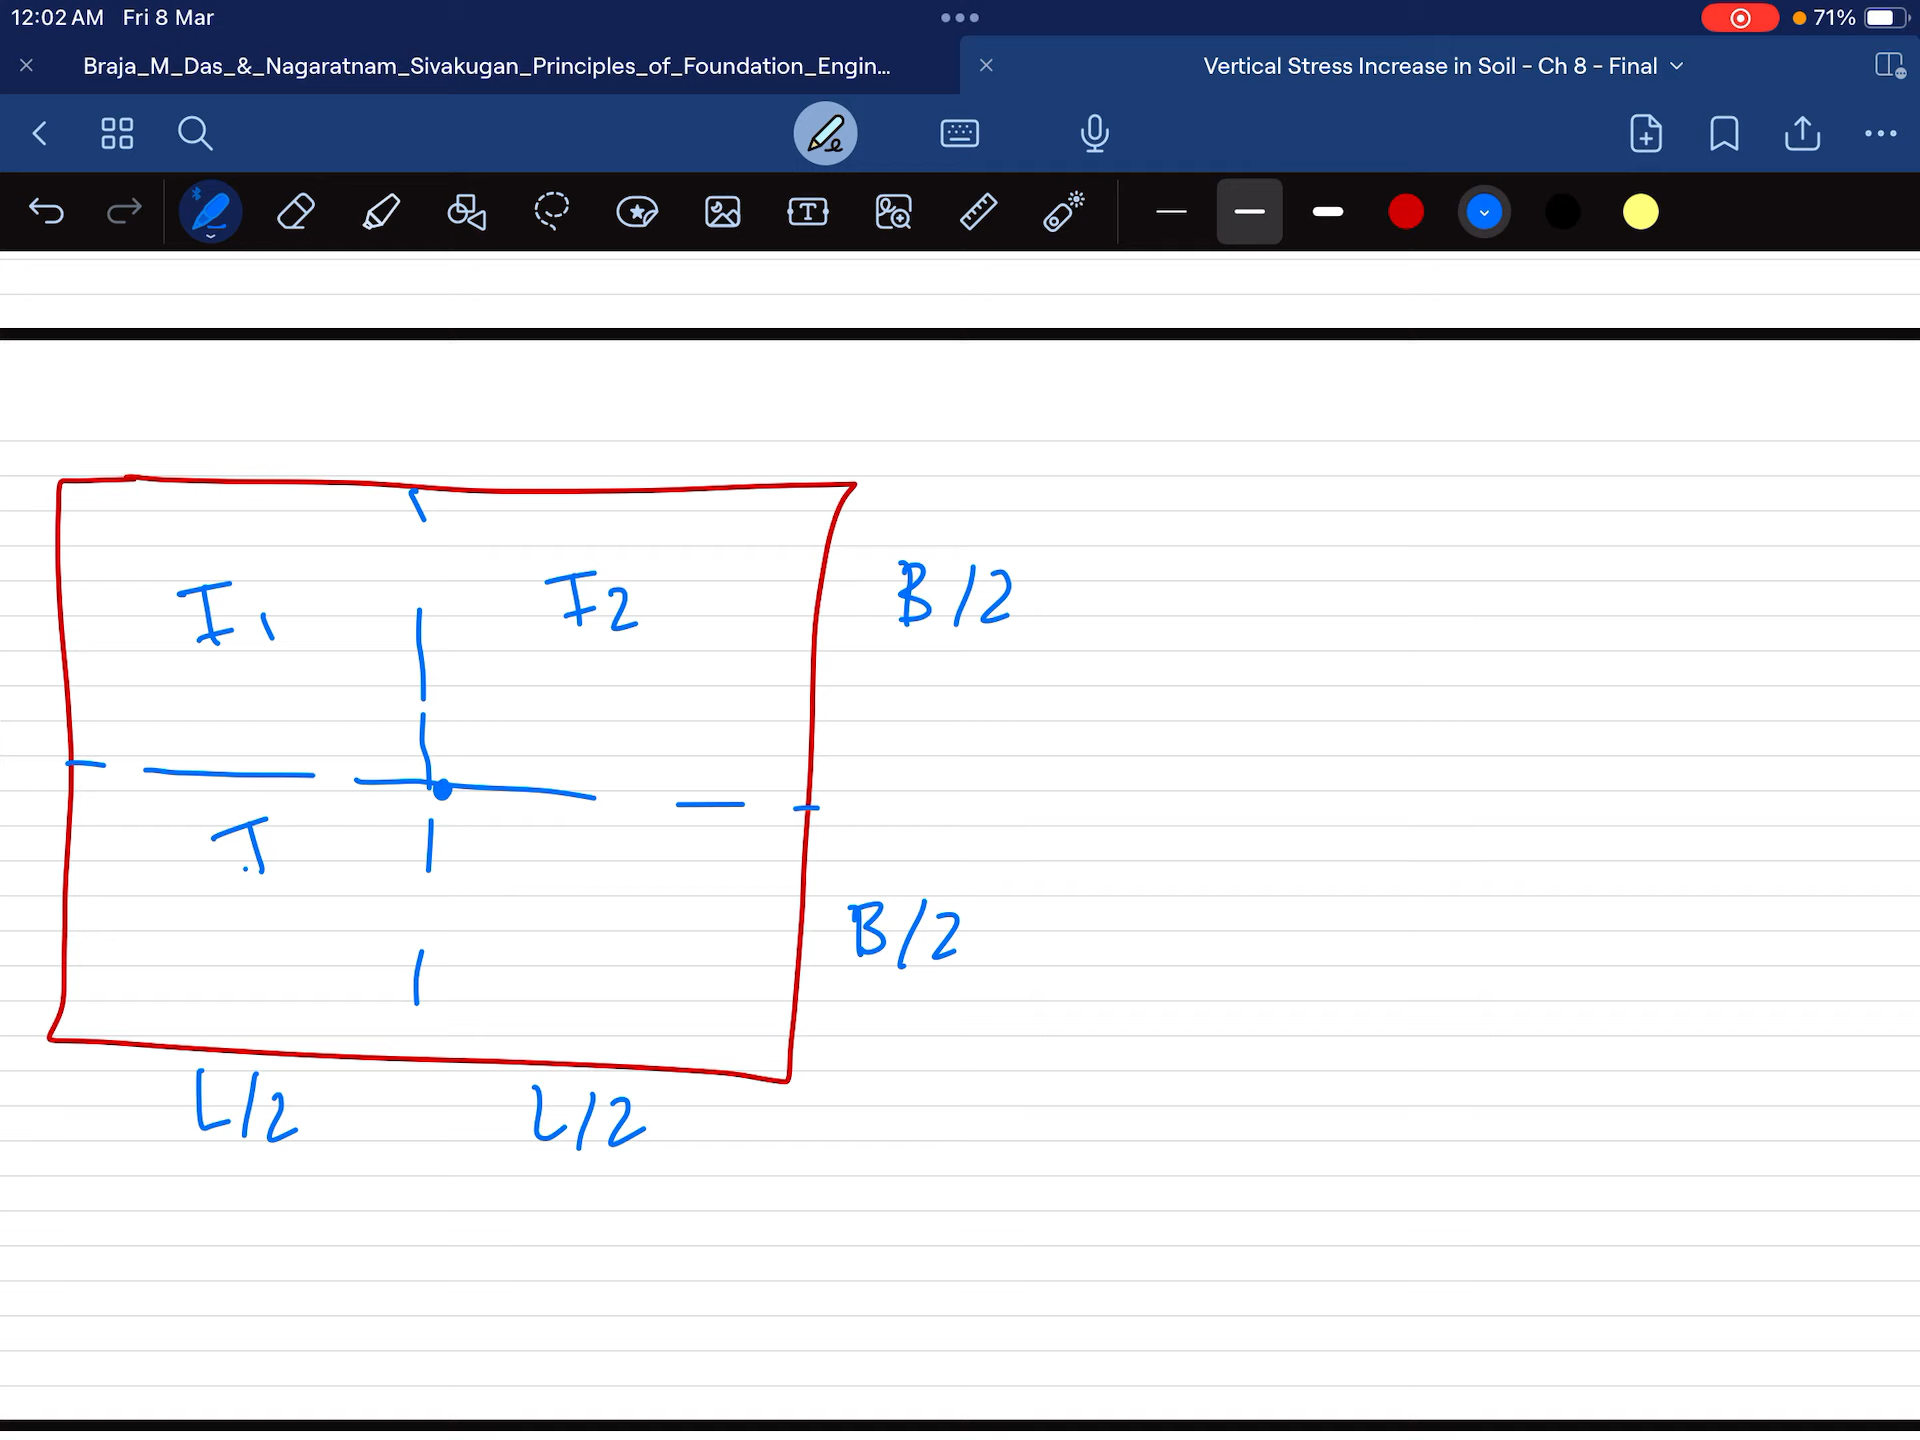 12:02 AM Fri 8 Mar
71%
Braja_M_Das_&_Nagaratnam_Sivakugan_Principles_of_Foundation_Engin...
Vertical Stress Increase in Soil - Ch 8 - Final
I1
I2
B/2
I
B/2
L/2
L/2